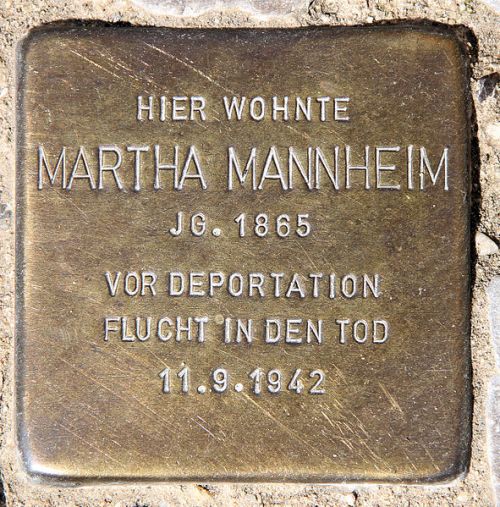 HIER WOHNTE
MARTHA MANNHEIM
JG. 1865
VOR DEPORTATION
FLUCHT IN DEN TOD
11.9.1942